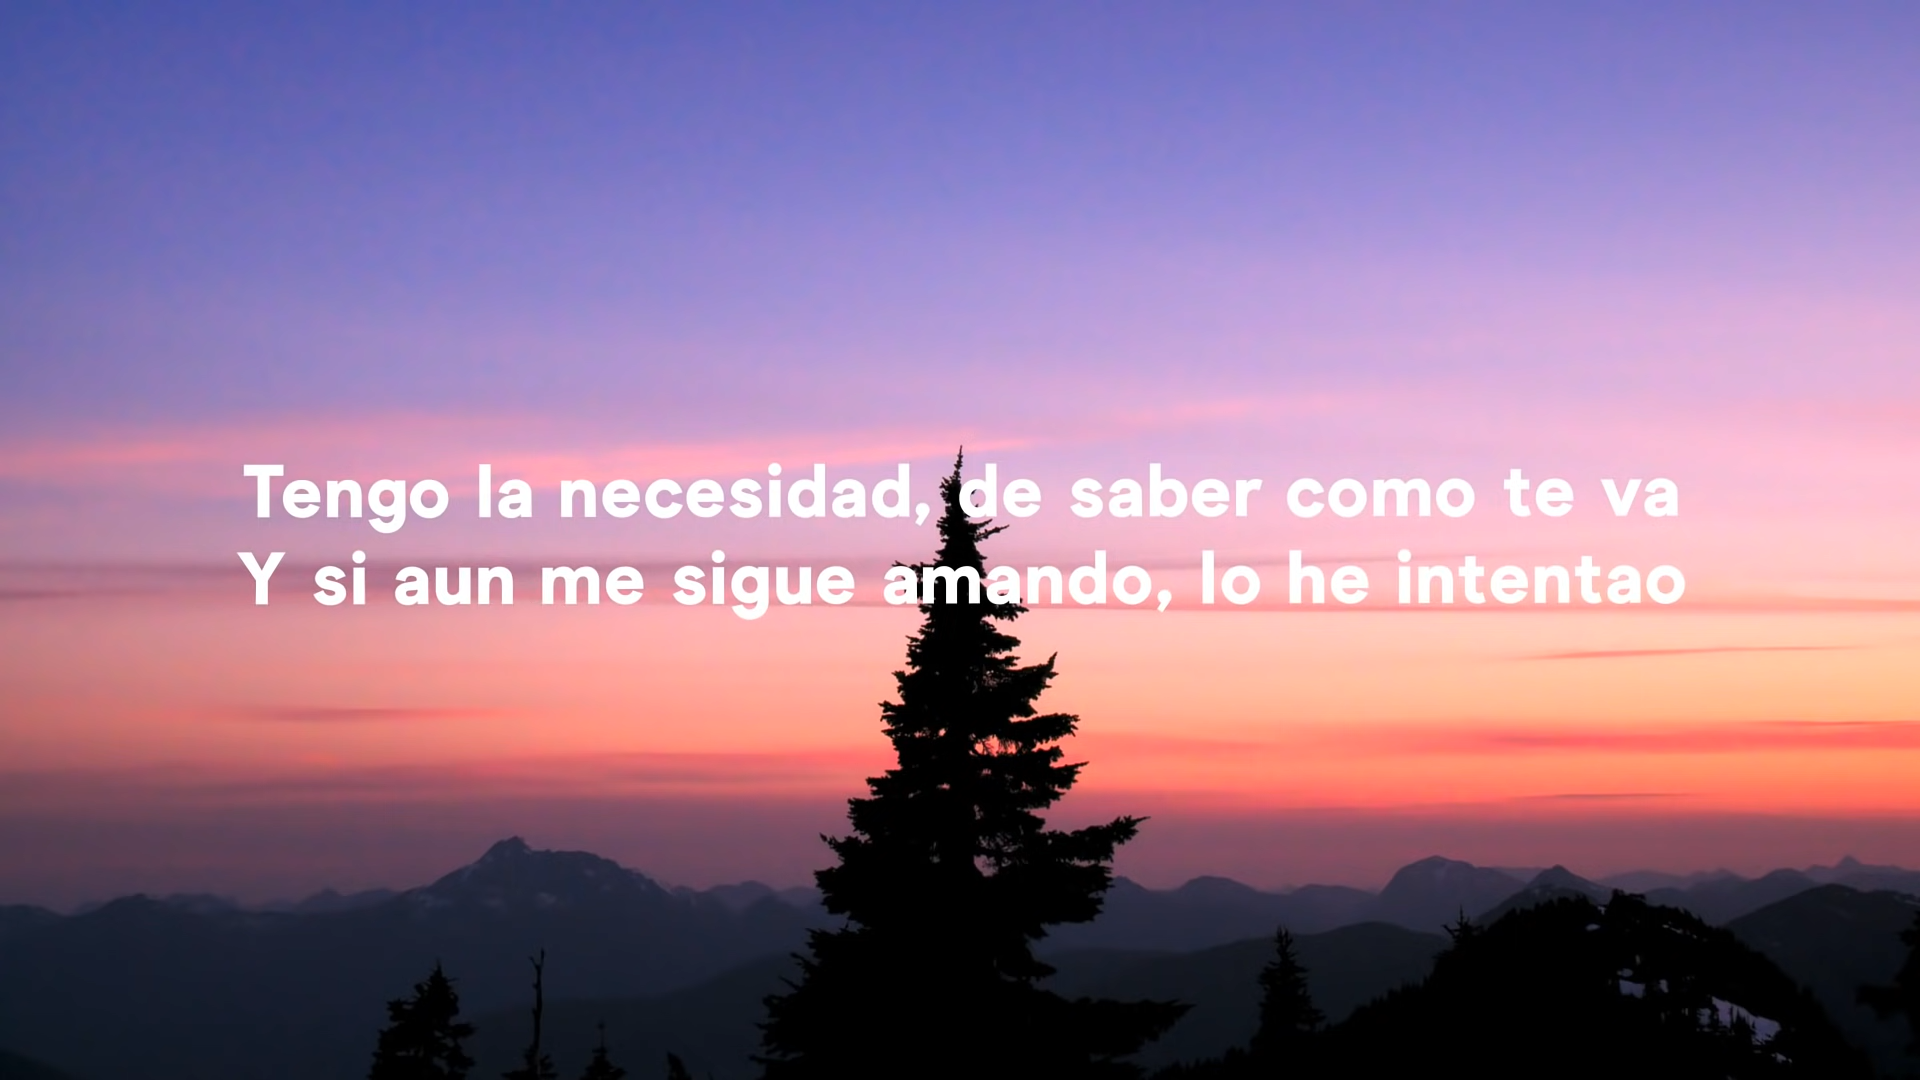 Tengo la necesidad, de saber como te va
Y si aun me sigue amando, lo he intentao